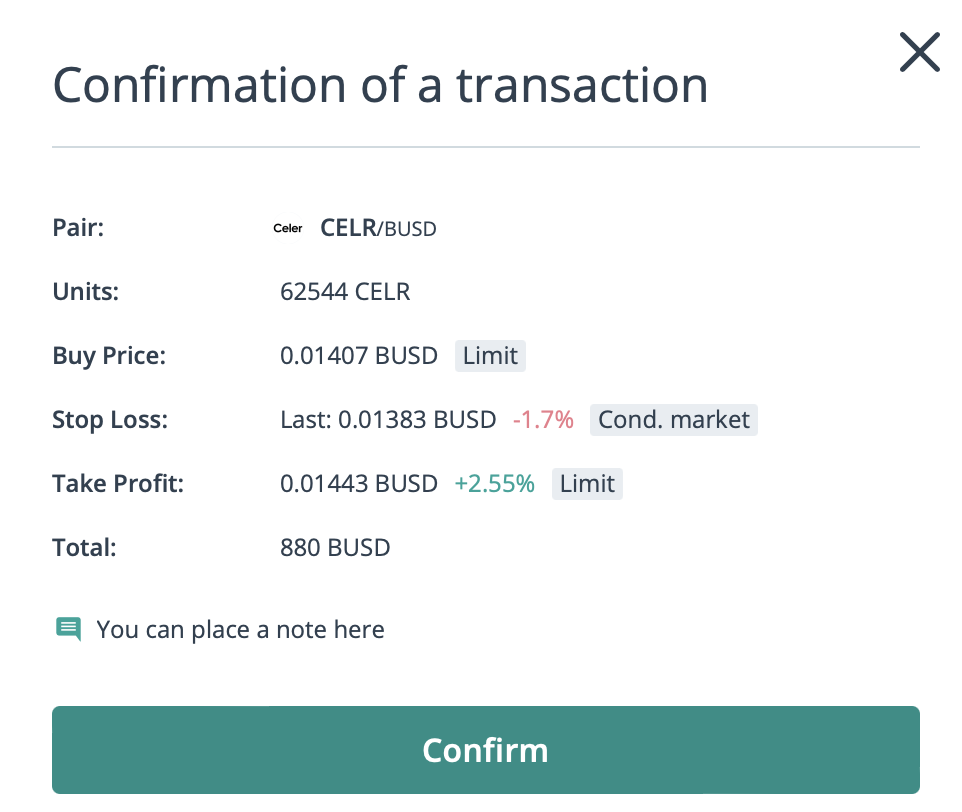 Confirmation of a transaction
Pair: Celer CELR/BUSD
Units: 62544 CELR
Buy Price: 0.01407 BUSD Limit
Stop Loss: Last: 0.01383 BUSD -1.7% Cond. market
Take Profit: 0.01443 BUSD +2.55% Limit
Total: 880 BUSD
You can place a note here
Confirm